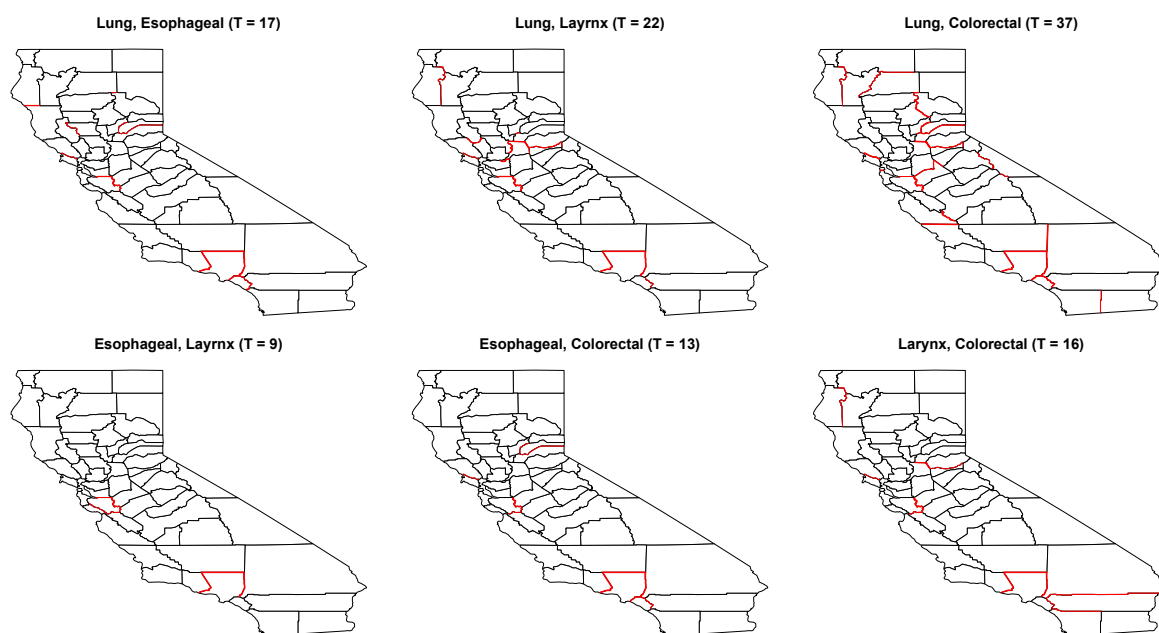 Lung, Esophageal (T = 17)
Lung, Layrnx (T = 22)
Lung, Colorectal (T = 37)
Esophageal, Layrnx (T = 9)
Esophageal, Colorectal (T = 13)
Larynx, Colorectal (T = 16)